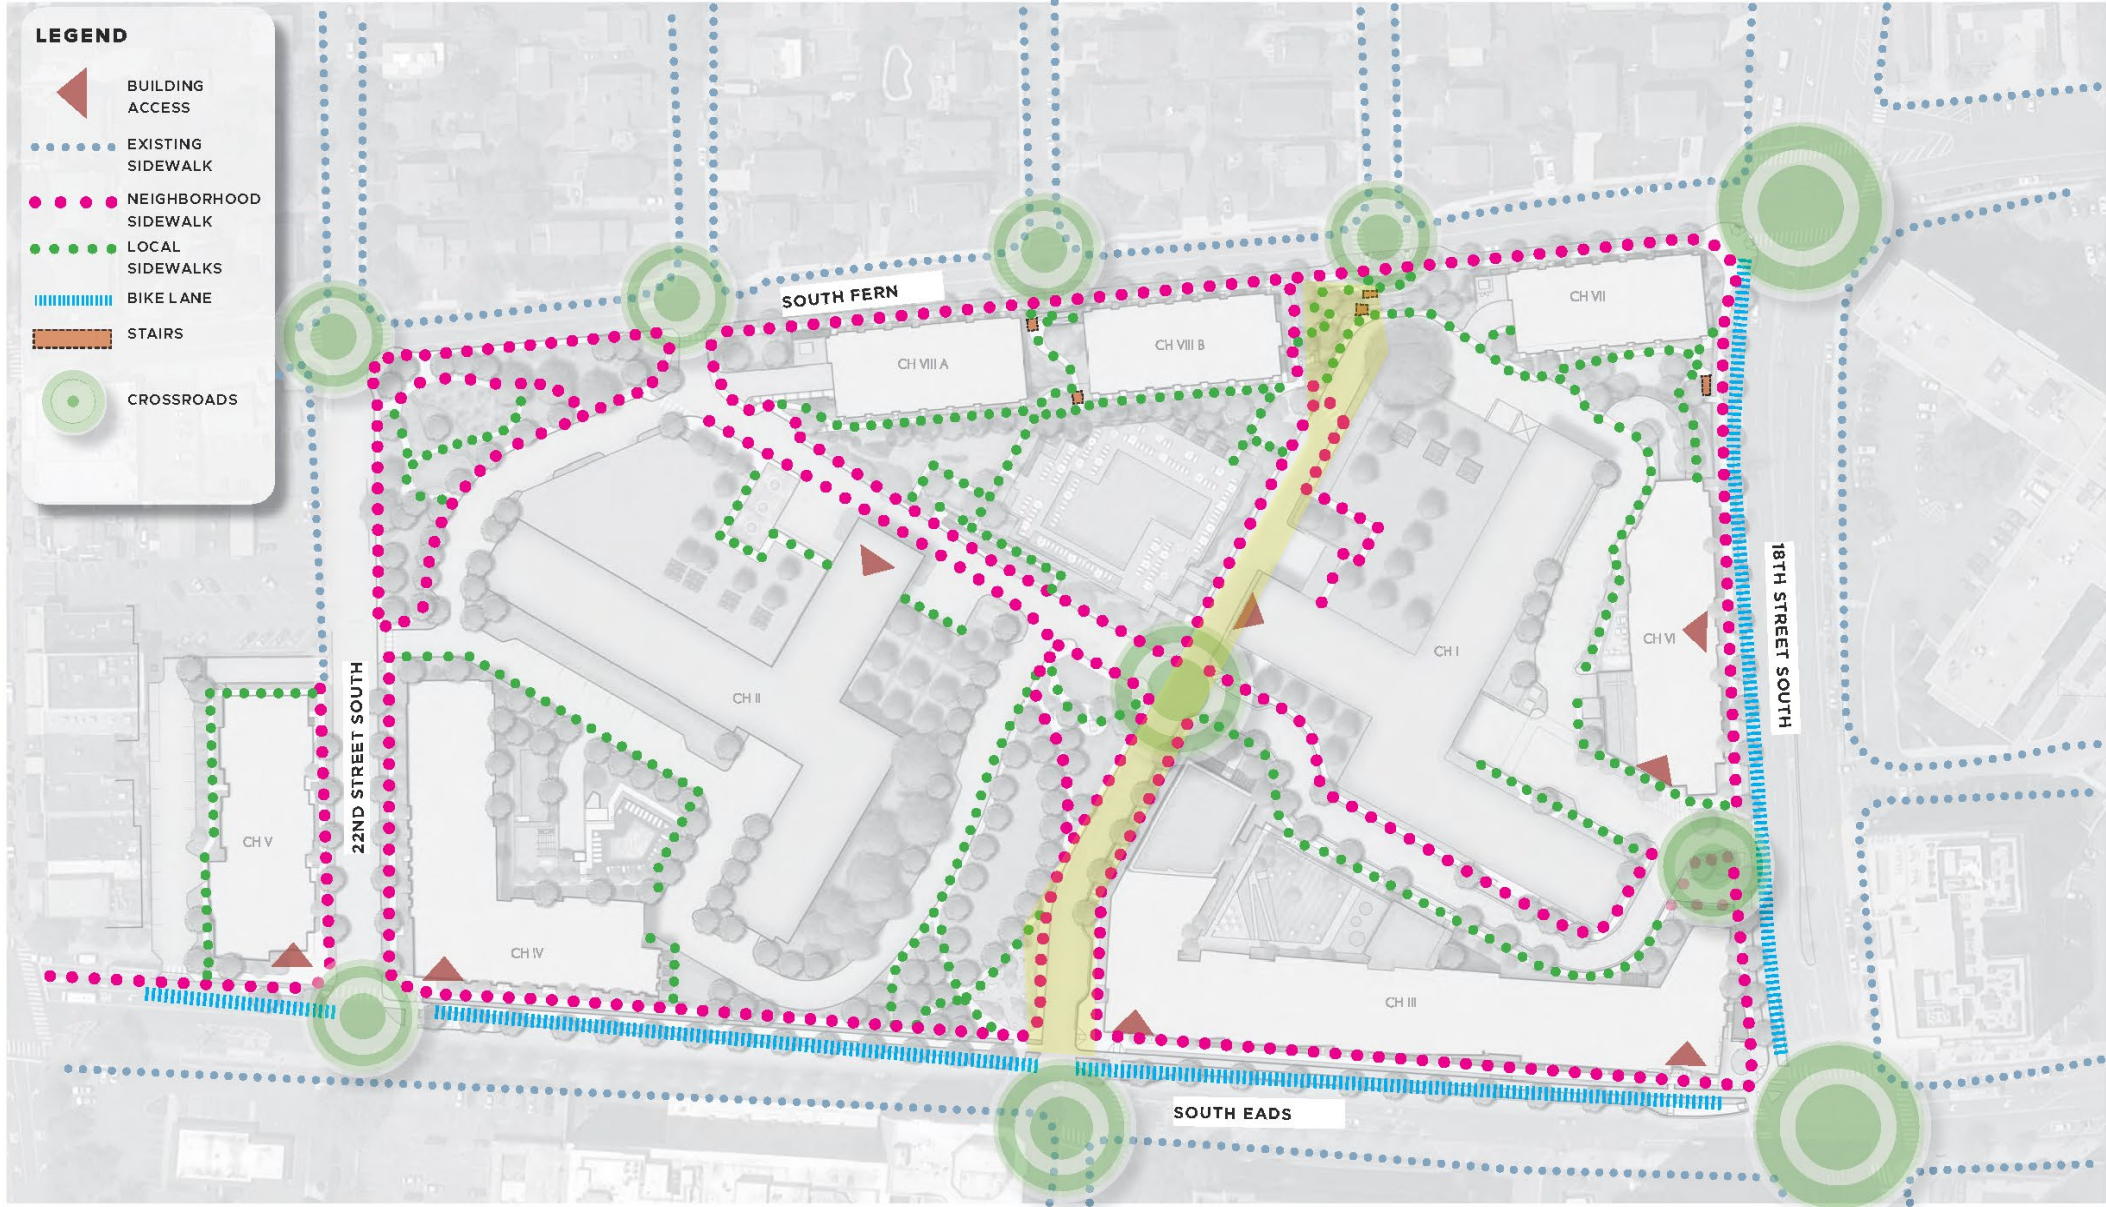 LEGEND
BUILDING
ACCESS
EXISTING
SIDEWALK
NEIGHBORHOOD
SIDEWALK
LOCAL
SIDEWALKS
BIKE LANE
STAIRS
CROSSROADS
SOUTH FERN
CH VII
CH VIII B
CH VIII A
18TH STREET SOUTH
CH VI
CH I
CH II
22ND STREET SOUTH
CH V
CH IV
CH III
SOUTH EADS